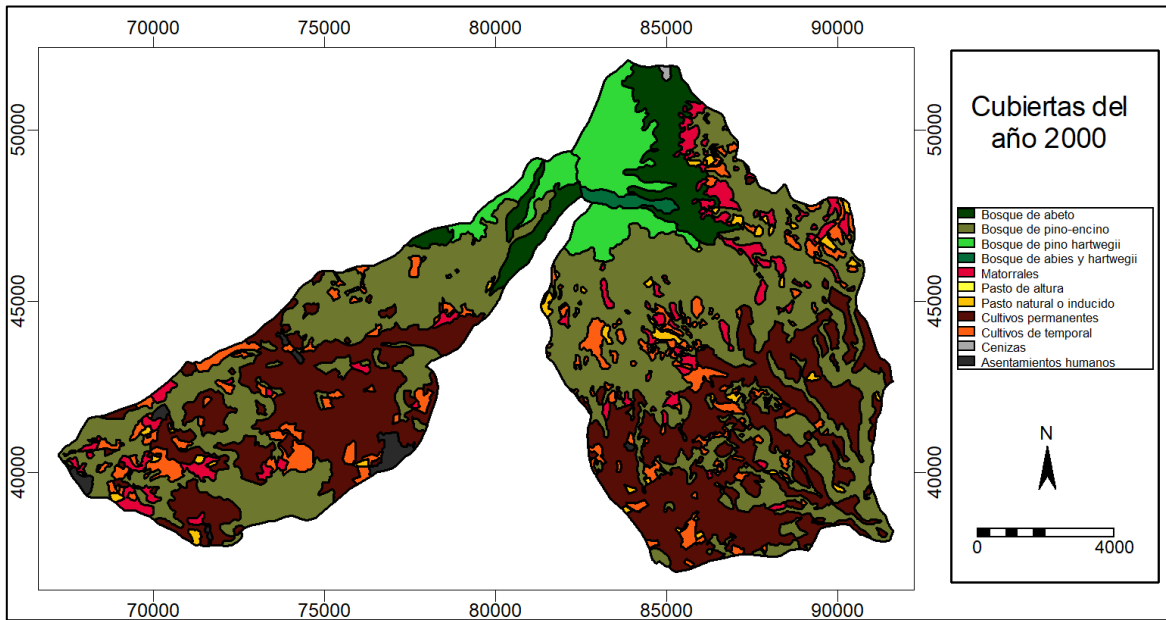 70000 75000 80000 85000 90000
50000
45000
40000
50000
45000
40000
70000 75000 80000 85000 90000
Cubiertas del
año 2000
Bosque de abeto
Bosque de pino-encino
Bosque de pino hartwegii
Bosque de abies y hartwegii
Matorrales
Pasto de altura
Pasto natural o inducido
Cultivos permanentes
Cultivos de temporal
Cenizas
Asentamientos humanos
N
0 4000